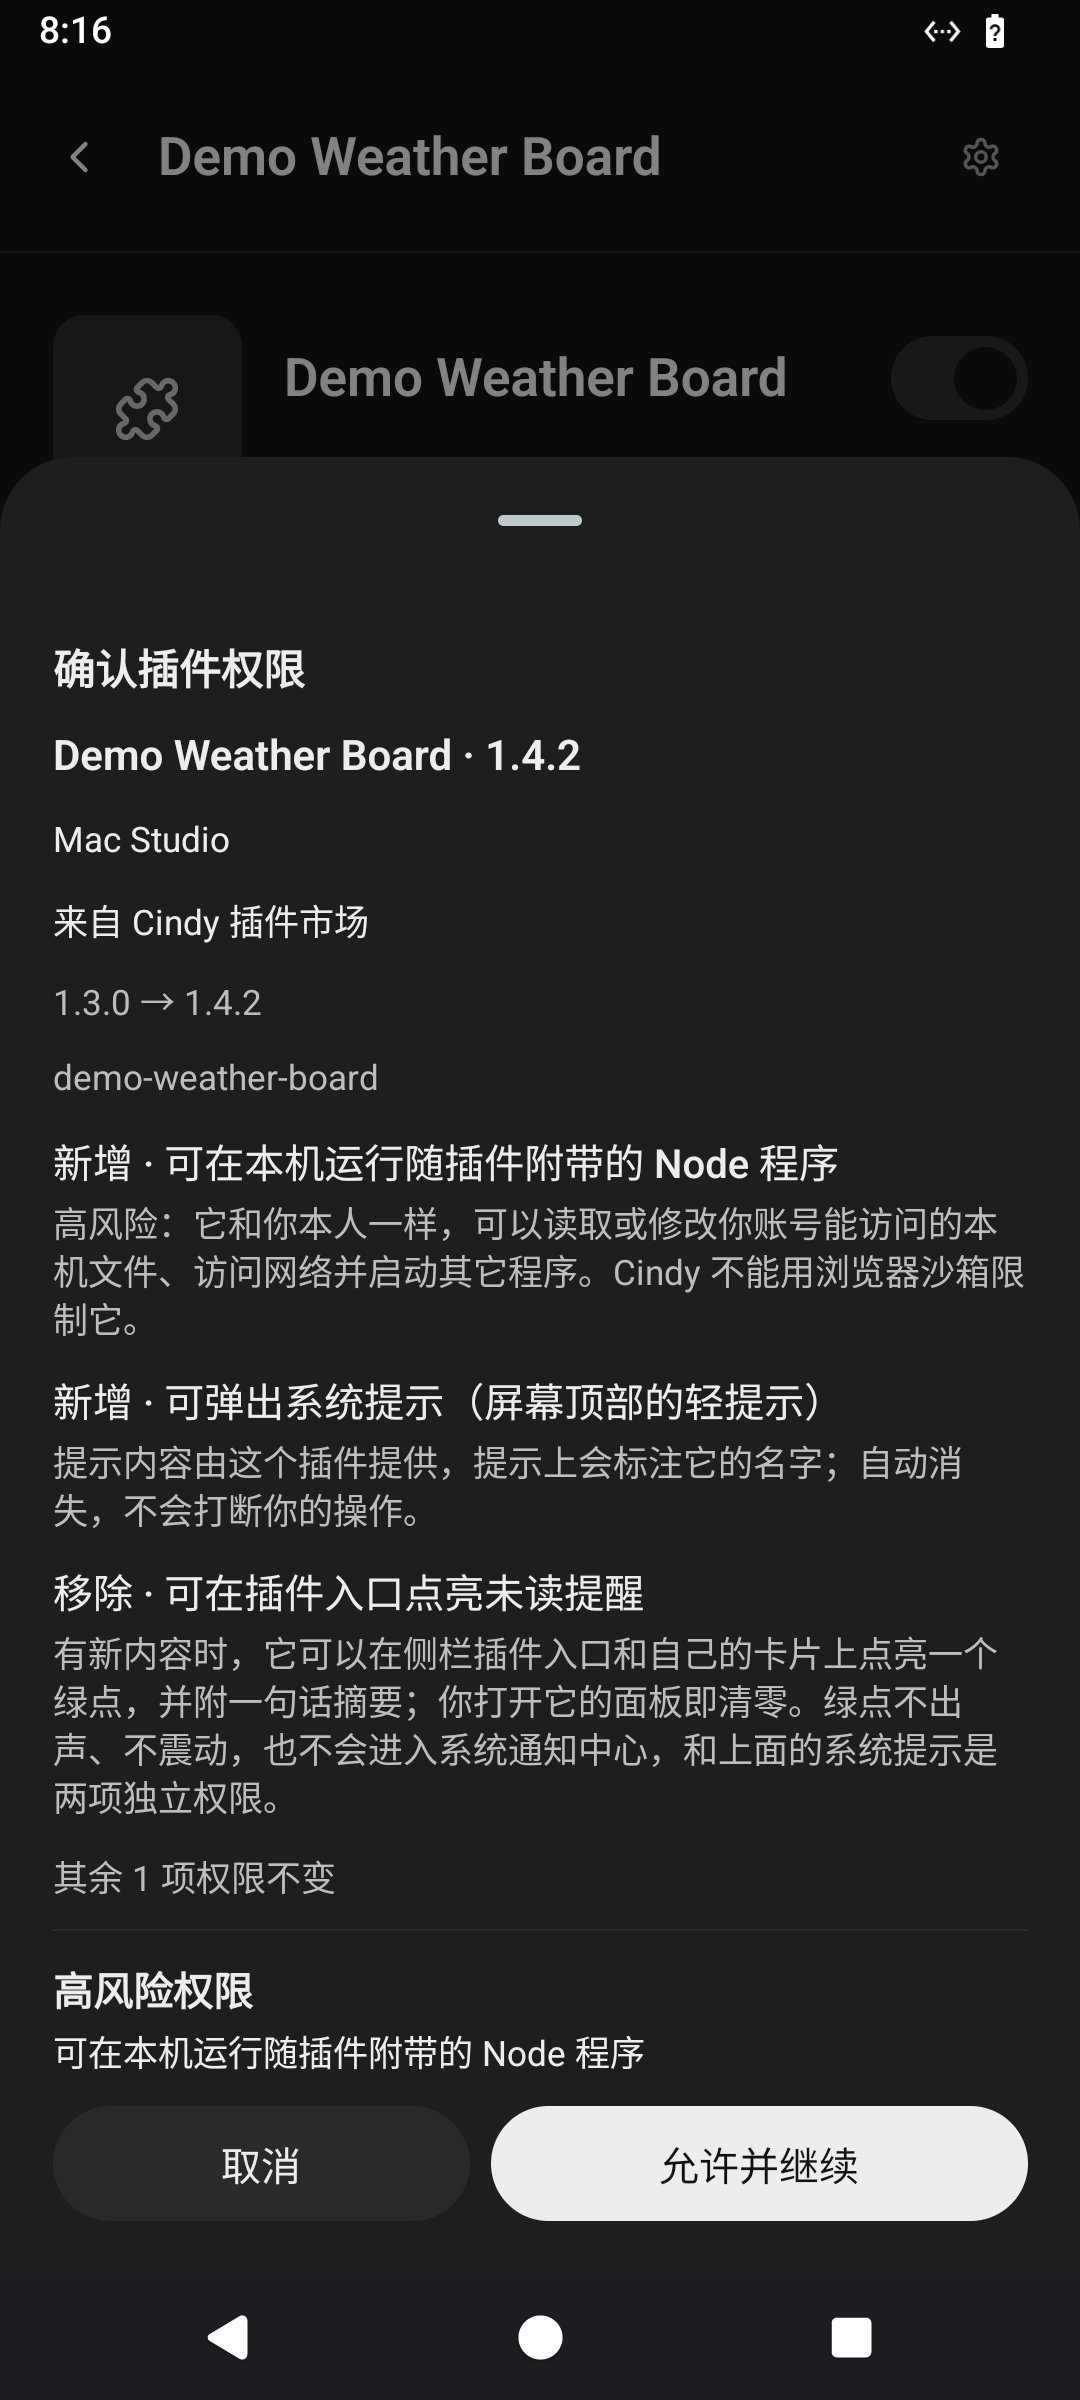 8:16
Demo Weather Board
Demo Weather Board
确认插件权限
Demo Weather Board · 1.4.2
Mac Studio
来自 Cindy 插件市场
1.3.0 → 1.4.2
demo-weather-board
新增 · 可在本机运行随插件附带的 Node 程序
高风险：它和你本人一样，可以读取或修改你账号能访问的本
机文件、访问网络并启动其它程序。Cindy 不能用浏览器沙箱限
制它。
新增 · 可弹出系统提示（屏幕顶部的轻提示）
提示内容由这个插件提供，提示上会标注它的名字；自动消
失，不会打断你的操作。
移除 · 可在插件入口点亮未读提醒
有新内容时，它可以在侧栏插件入口和自己的卡片上点亮一个
绿点，并附一句话摘要；你打开它的面板即清零。绿点不出
声、不震动，也不会进入系统通知中心，和上面的系统提示是
两项独立权限。
其余 1 项权限不变
高风险权限
可在本机运行随插件附带的 Node 程序
取消
允许并继续